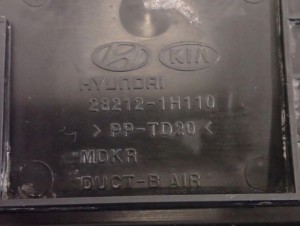 KIA
HYUNDAI
28212-1H110
>PP-TD20<
MDKR
DUCT-B AIR